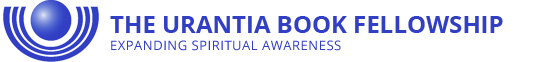 THE URANTIA BOOK FELLOWSHIP
EXPANDING SPIRITUAL AWARENESS